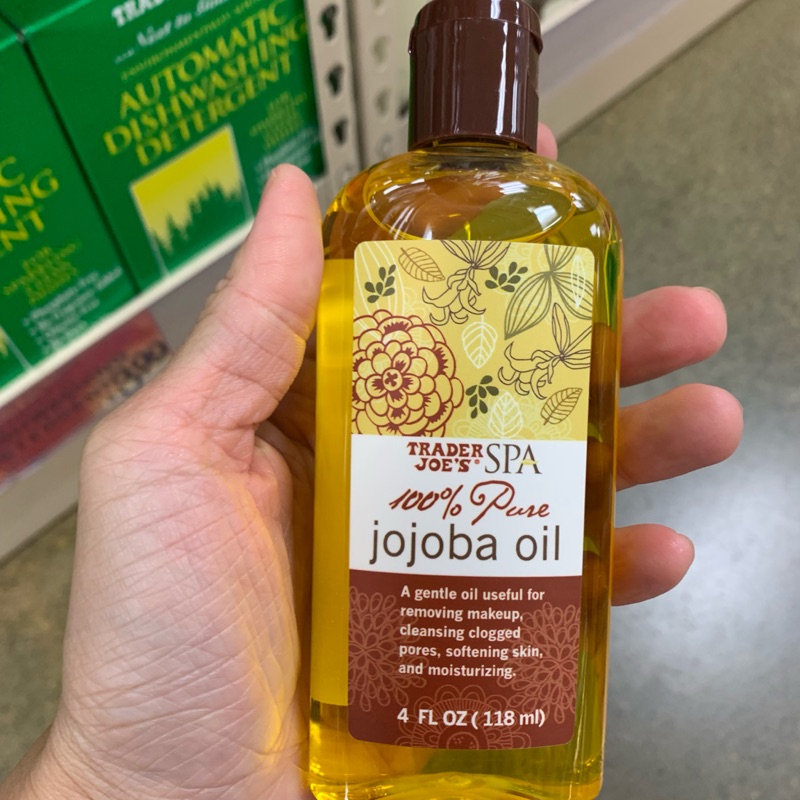 TRADER
AUTOMATIC
DISHWASHING
DETERGENT
TRADER
JOE'S® SPA
100% Pure
jojoba oil
A gentle oil useful for
removing makeup,
cleansing clogged
pores, softening skin,
and moisturizing.
4 FL OZ ( 118 ml)